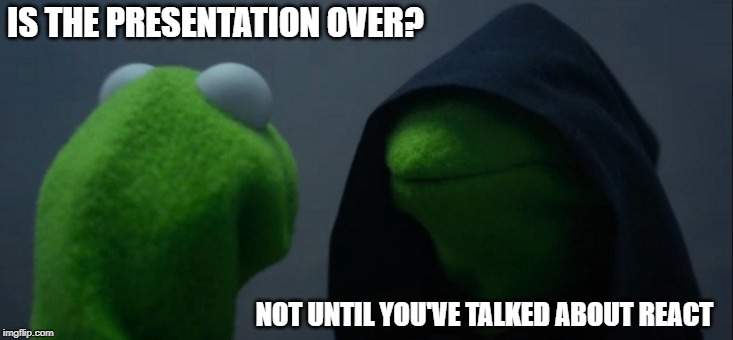 IS THE PRESENTATION OVER?
NOT UNTIL YOU'VE TALKED ABOUT REACT
imgflip.com